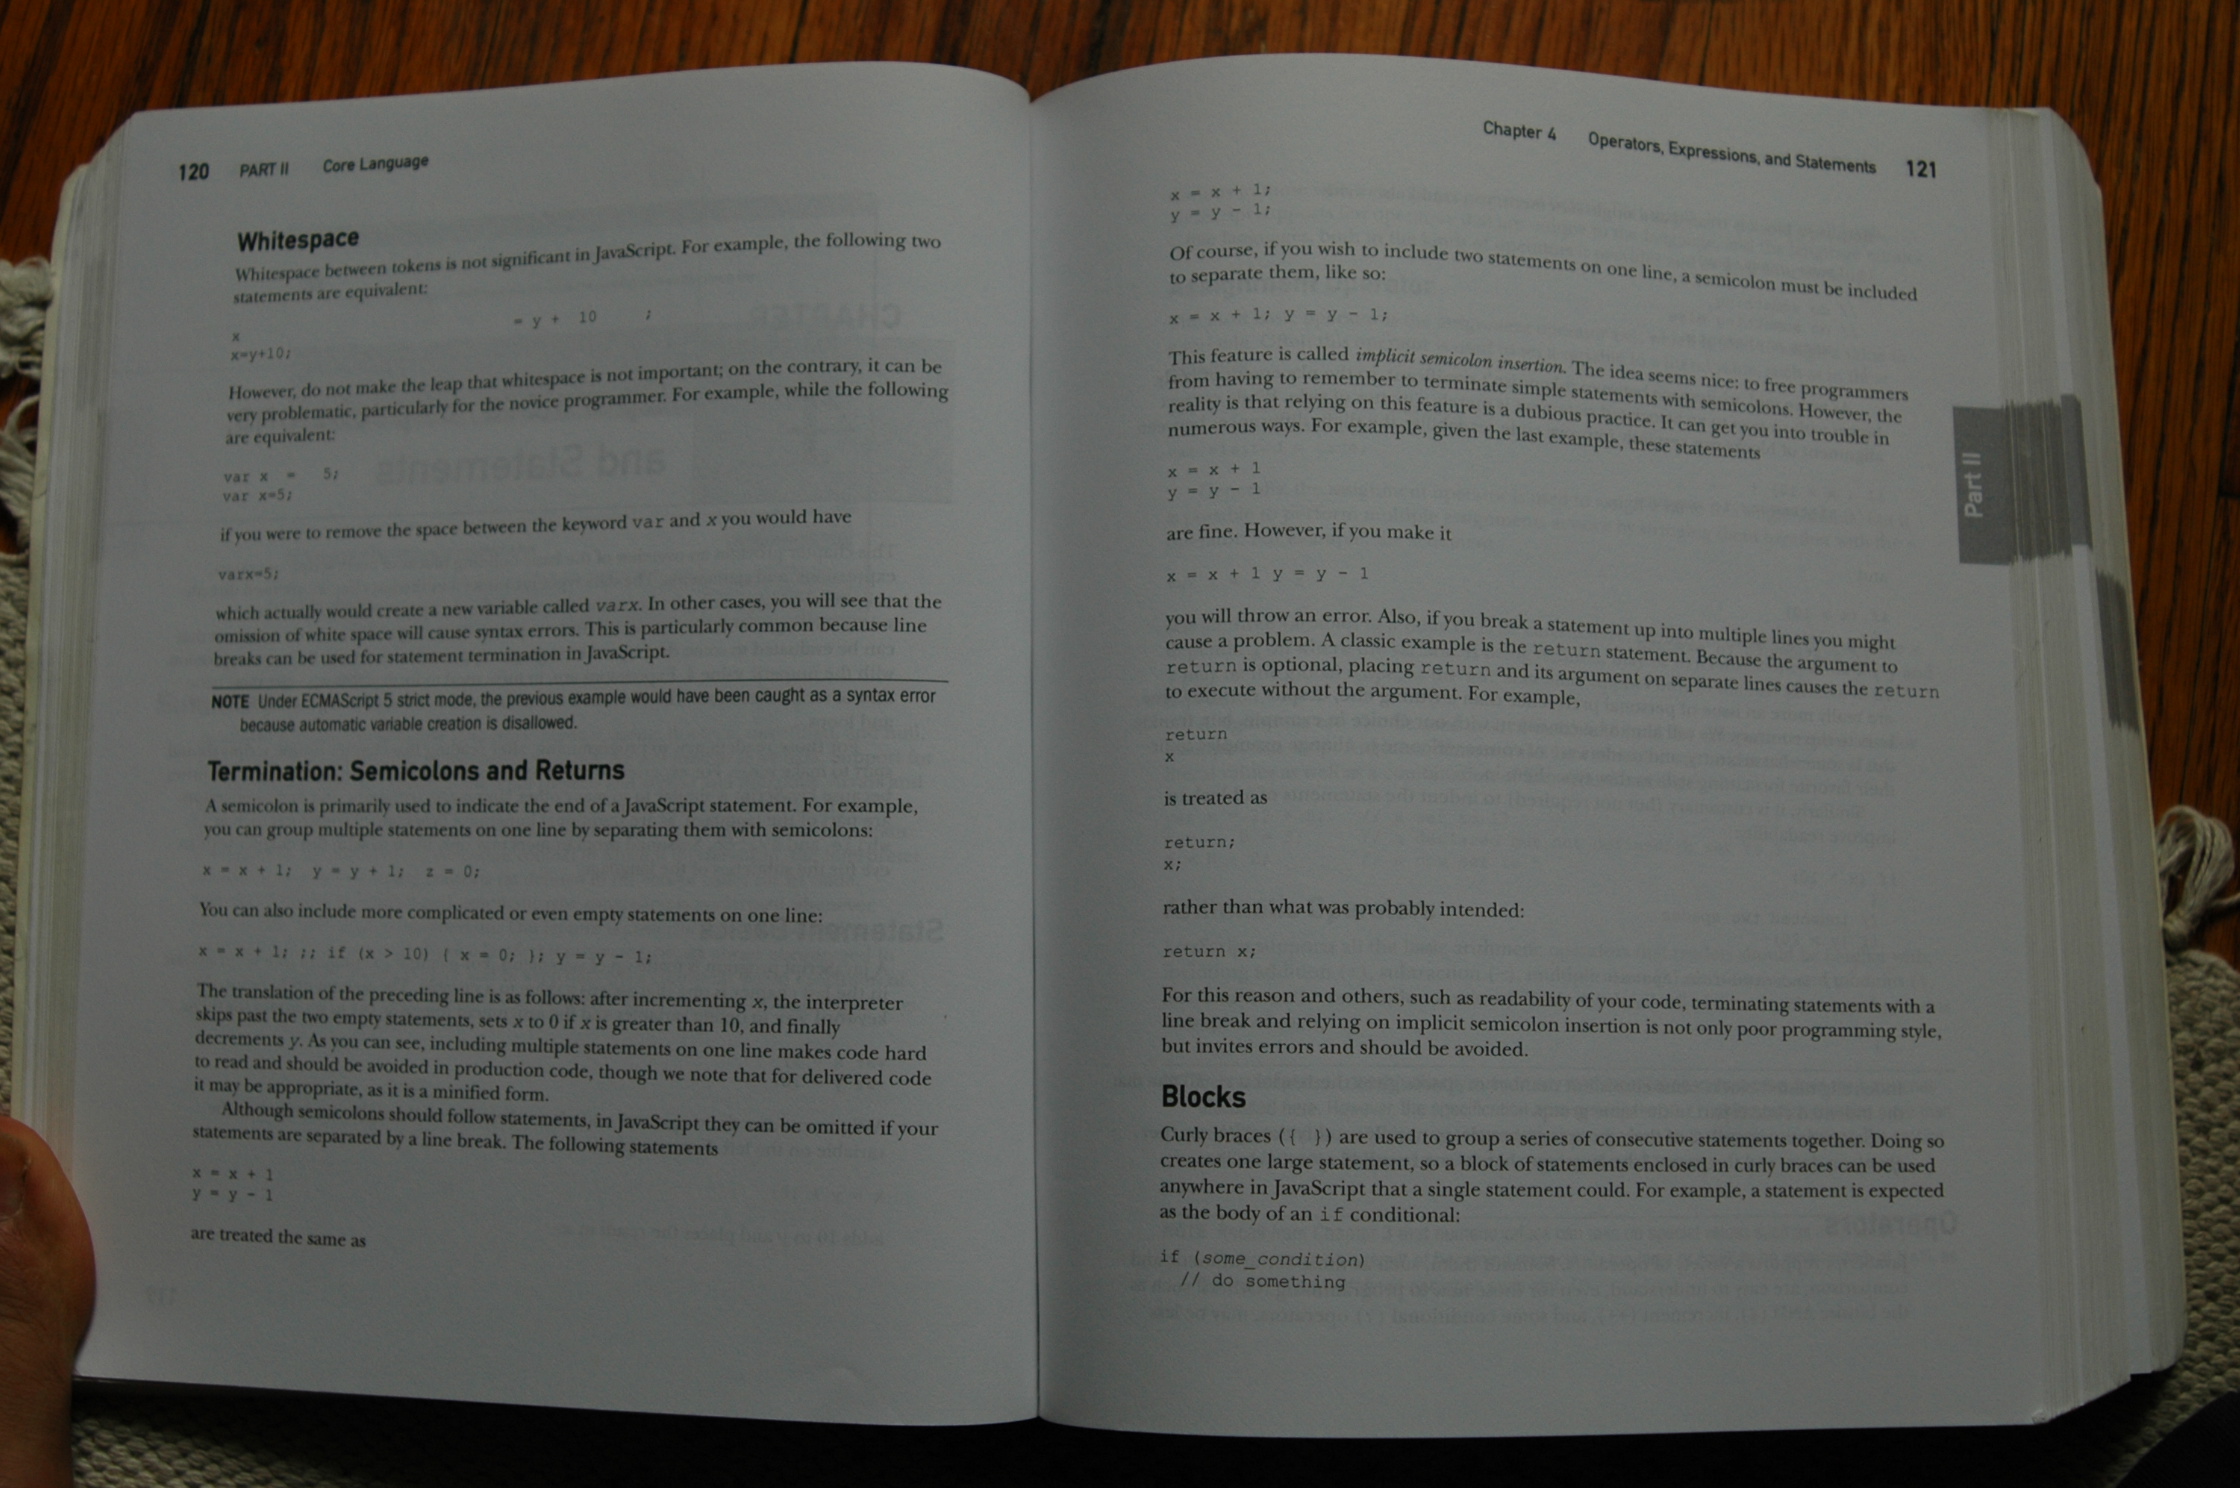 120 PART II Core Language
Whitespace
Whitespace between tokens is not significant in JavaScript. For example, the following two
statements are equivalent:
x = y + 10 ;
x=y+10;
However, do not make the leap that whitespace is not important; on the contrary, it can be
very problematic, particularly for the novice programmer. For example, while the following
are equivalent:
var x = 5;
var x=5;
if you were to remove the space between the keyword var and x you would have
varx=5;
which actually would create a new variable called varx. In other cases, you will see that the
omission of white space will cause syntax errors. This is particularly common because line
breaks can be used for statement termination in JavaScript.
NOTE Under ECMAScript 5 strict mode, the previous example would have been caught as a syntax error
because automatic variable creation is disallowed.
Termination: Semicolons and Returns
A semicolon is primarily used to indicate the end of a JavaScript statement. For example,
you can group multiple statements on one line by separating them with semicolons:
x = x + 1; y = y + 1; z = 0;
You can also include more complicated or even empty statements on one line:
x = x + 1; ;; if (x > 10) { x = 0; }; y = y - 1;
The translation of the preceding line is as follows: after incrementing x, the interpreter
skips past the two empty statements, sets x to 0 if x is greater than 10, and finally
decrements y. As you can see, including multiple statements on one line makes code hard
to read and should be avoided in production code, though we note that for delivered code
it may be appropriate, as it is a minified form.
Although semicolons should follow statements, in JavaScript they can be omitted if your
statements are separated by a line break. The following statements
x = x + 1
y = y - 1
are treated the same as
Chapter 4 Operators, Expressions, and Statements 121
x = x + 1;
y = y - 1;
Of course, if you wish to include two statements on one line, a semicolon must be included
to separate them, like so:
x = x + 1; y = y - 1;
This feature is called implicit semicolon insertion. The idea seems nice: to free programmers
from having to remember to terminate simple statements with semicolons. However, the
reality is that relying on this feature is a dubious practice. It can get you into trouble in
numerous ways. For example, given the last example, these statements
x = x + 1
y = y - 1
are fine. However, if you make it
x = x + 1 y = y - 1
you will throw an error. Also, if you break a statement up into multiple lines you might
cause a problem. A classic example is the return statement. Because the argument to
return is optional, placing return and its argument on separate lines causes the return
to execute without the argument. For example,
return
x
is treated as
return;
x;
rather than what was probably intended:
return x;
For this reason and others, such as readability of your code, terminating statements with a
line break and relying on implicit semicolon insertion is not only poor programming style,
but invites errors and should be avoided.
Blocks
Curly braces ({ }) are used to group a series of consecutive statements together. Doing so
creates one large statement, so a block of statements enclosed in curly braces can be used
anywhere in JavaScript that a single statement could. For example, a statement is expected
as the body of an if conditional:
if (some_condition)
// do something
Part II